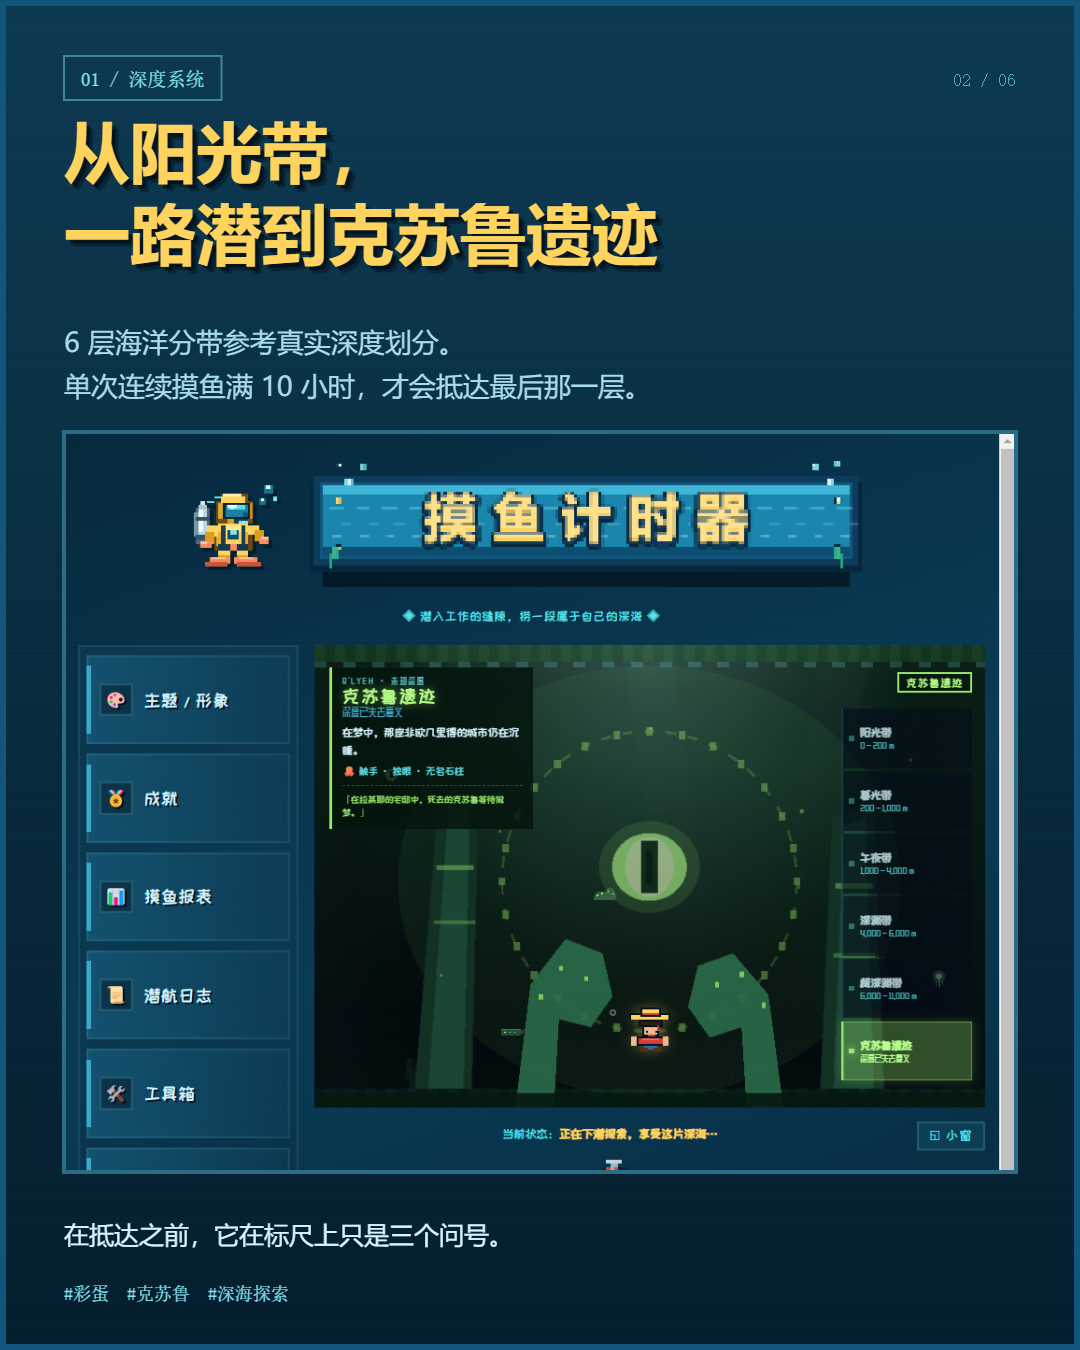 01 / 深度系统
02 / 06
从阳光带，
一路潜到克苏鲁遗迹
6 层海洋分带参考真实深度划分。
单次连续摸鱼满 10 小时，才会抵达最后那一层。
摸鱼计时器
潜入工作的缝隙，捞一段属于自己的深海
主题 / 形象
成就
摸鱼报表
潜航日志
工具箱
R'LYEH · 未知深度
克苏鲁遗迹
深度已失去意义
在梦中，那座非欧几里得的城市仍在沉
睡。
触手 · 独眼 · 无名石柱
「在拉莱耶的宅邸中，死去的克苏鲁等待做
梦。」
克苏鲁遗迹
阳光带
0-200 m
暮光带
200-1,000 m
午夜带
1,000-4,000 m
深渊带
4,000-6,000 m
超深渊带
6,000-11,000 m
克苏鲁遗迹
深度已失去意义
当前状态：正在下潜探索，享受这片深海…
小窗
在抵达之前，它在标尺上只是三个问号。
#彩蛋 #克苏鲁 #深海探索